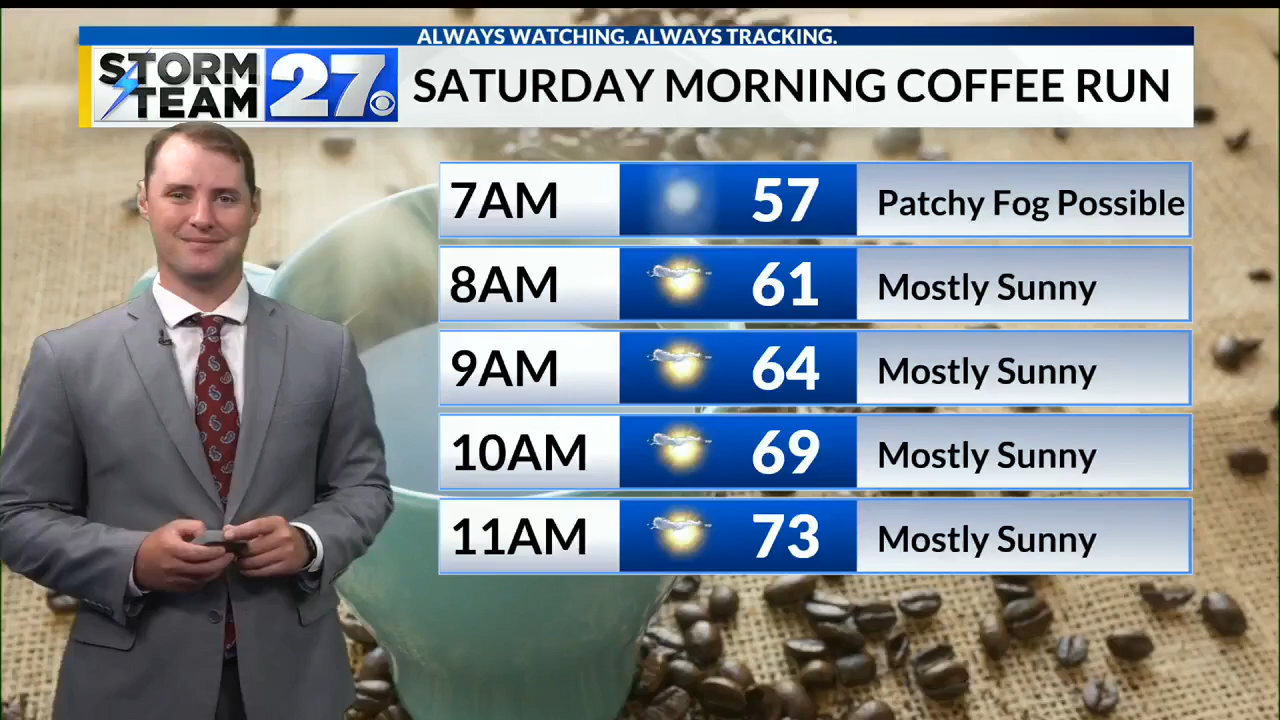 ALWAYS WATCHING. ALWAYS TRACKING.
STORM TEAM 27
SATURDAY MORNING COFFEE RUN
7AM 57 Patchy Fog Possible
8AM 61 Mostly Sunny
9AM 64 Mostly Sunny
10AM 69 Mostly Sunny
11AM 73 Mostly Sunny